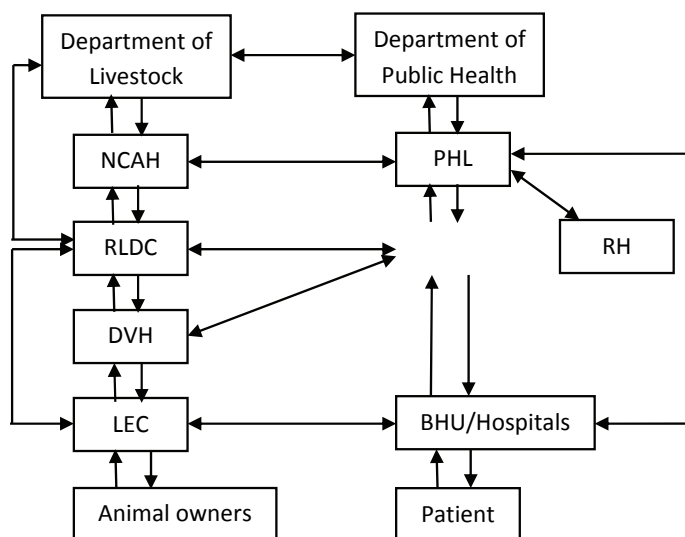 Department of
Livestock
Department of
Public Health
NCAH
PHL
RLDC
RH
DVH
LEC
BHU/Hospitals
Animal owners
Patient